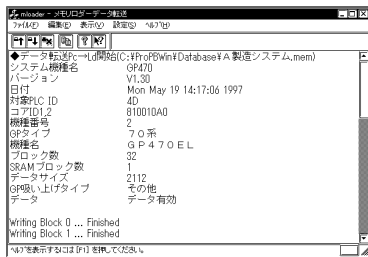 mloader - メモリローダーデータ転送
ファイル(F) 編集(E) 表示(V) 設定(S) ヘルプ(H)
◆データ転送Pc→Ld開始(C:¥ProPBWin¥Database¥A製造システム.mem)
システム機種名 GP470
バージョン V1.30
日付 Mon May 19 14:17:06 1997
対象PLC ID 4D
コアID1,2 810010A0
機種番号 2
GPタイプ 70系
機種名 GP470EL
ブロック数 32
SRAMブロック数 1
データサイズ 2112
GP吸い上げタイプ その他
データ データ有効
Writing Block 0 ... Finished
Writing Block 1 ... Finished
ヘルプを表示するには [F1] を押してください。